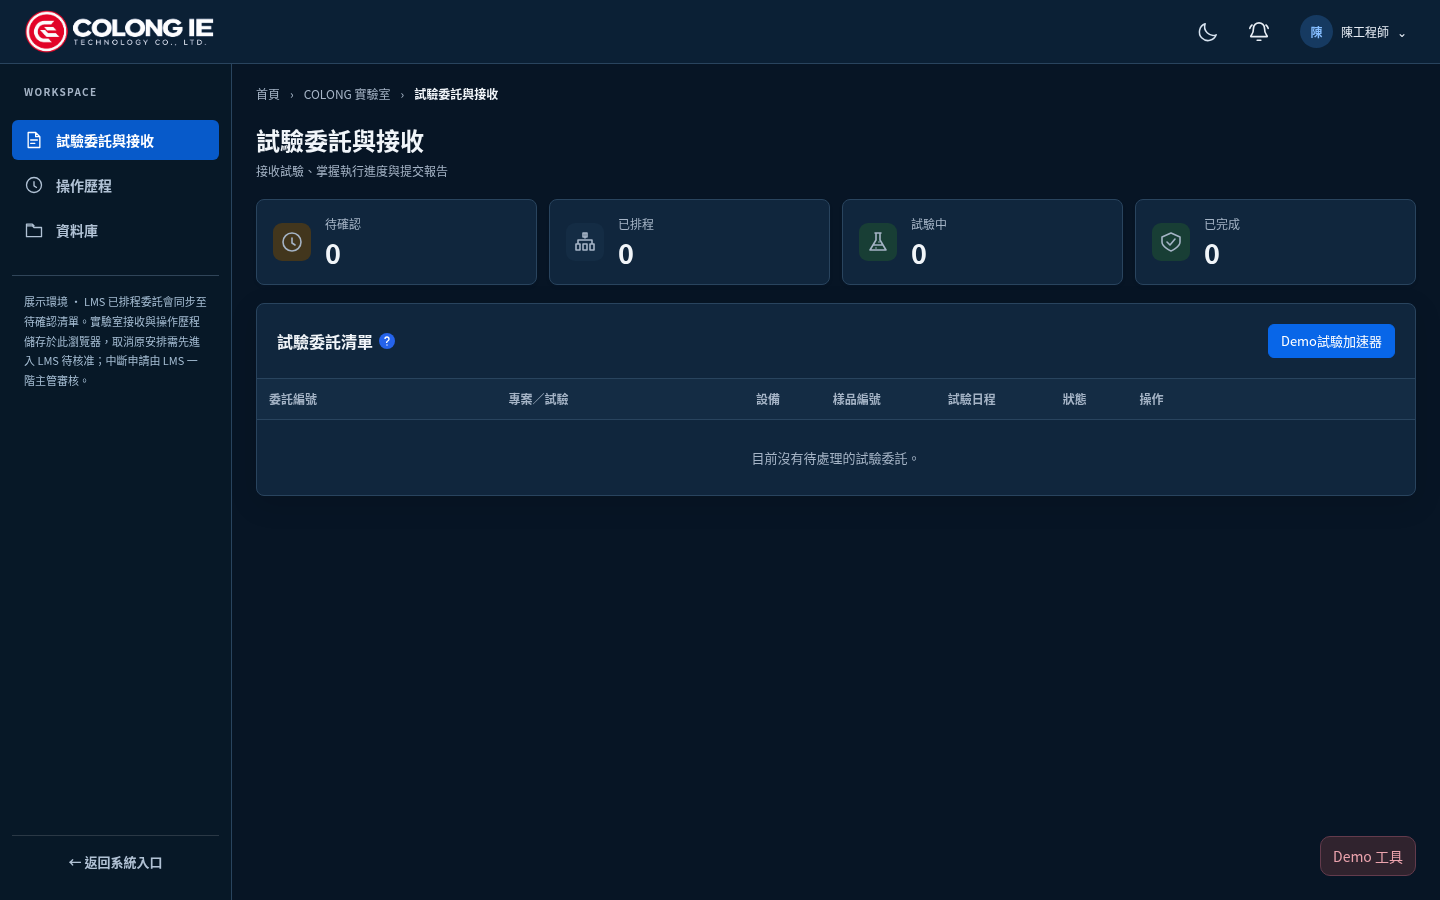 COLONG IE
TECHNOLOGY CO., LTD.
陳
陳工程師
WORKSPACE
試驗委託與接收
操作歷程
資料庫
展示環境 · LMS 已排程委託會同步至
待確認清單。實驗室接收與操作歷程
儲存於此瀏覽器，取消原安排需先進
入 LMS 待核准；中斷申請由 LMS 一
階主管審核。
← 返回系統入口
首頁 › COLONG 實驗室 › 試驗委託與接收
試驗委託與接收
接收試驗、掌握執行進度與提交報告
待確認
0
已排程
0
試驗中
0
已完成
0
試驗委託清單 ?
Demo試驗加速器
委託編號 專案／試驗 設備 樣品編號 試驗日程 狀態 操作
目前沒有待處理的試驗委託。
Demo 工具